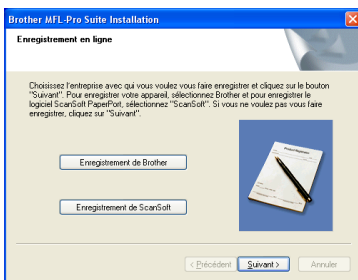 Brother MFL-Pro Suite Installation
Enregistrement en ligne
Choisissez l'entreprise avec qui vous voulez vous faire enregistrer et cliquez sur le bouton
"Suivant". Pour enregistrer votre appareil, sélectionnez Brother et pour enregistrer le
logiciel ScanSoft PaperPort, sélectionnez "ScanSoft". Si vous ne voulez pas vous faire
enregistrer, cliquez sur "Suivant".
Enregistrement de Brother
Enregistrement de ScanSoft
< Précédent
Suivant >
Annuler